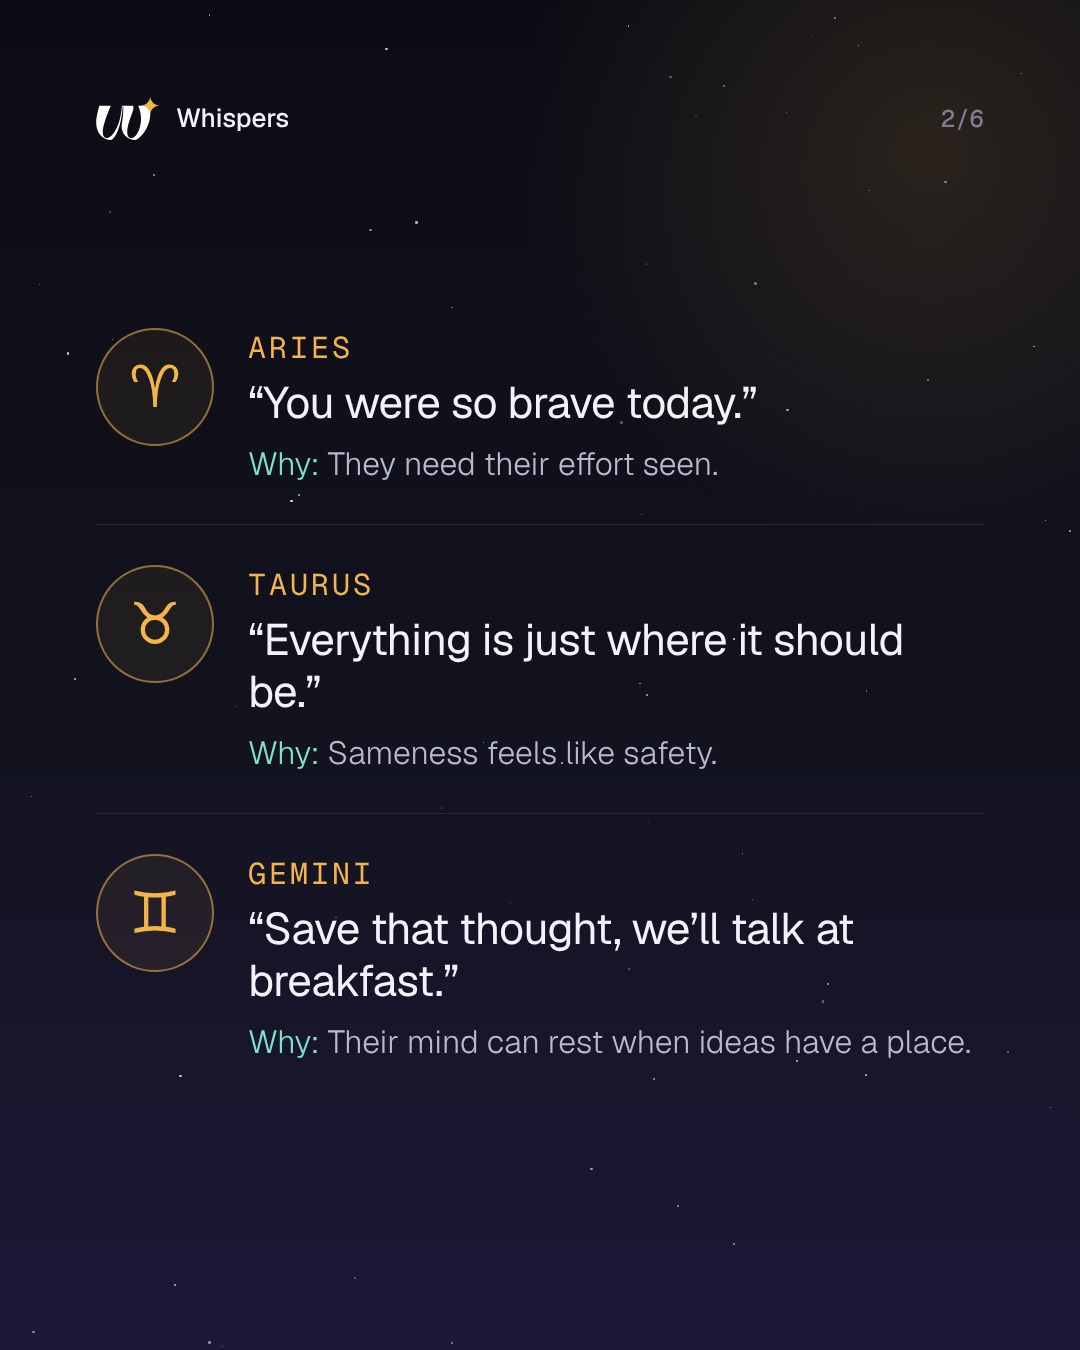 Whispers
2/6
ARIES
“You were so brave today.”
Why: They need their effort seen.
TAURUS
“Everything is just where it should
be.”
Why: Sameness feels like safety.
GEMINI
“Save that thought, we’ll talk at
breakfast.”
Why: Their mind can rest when ideas have a place.